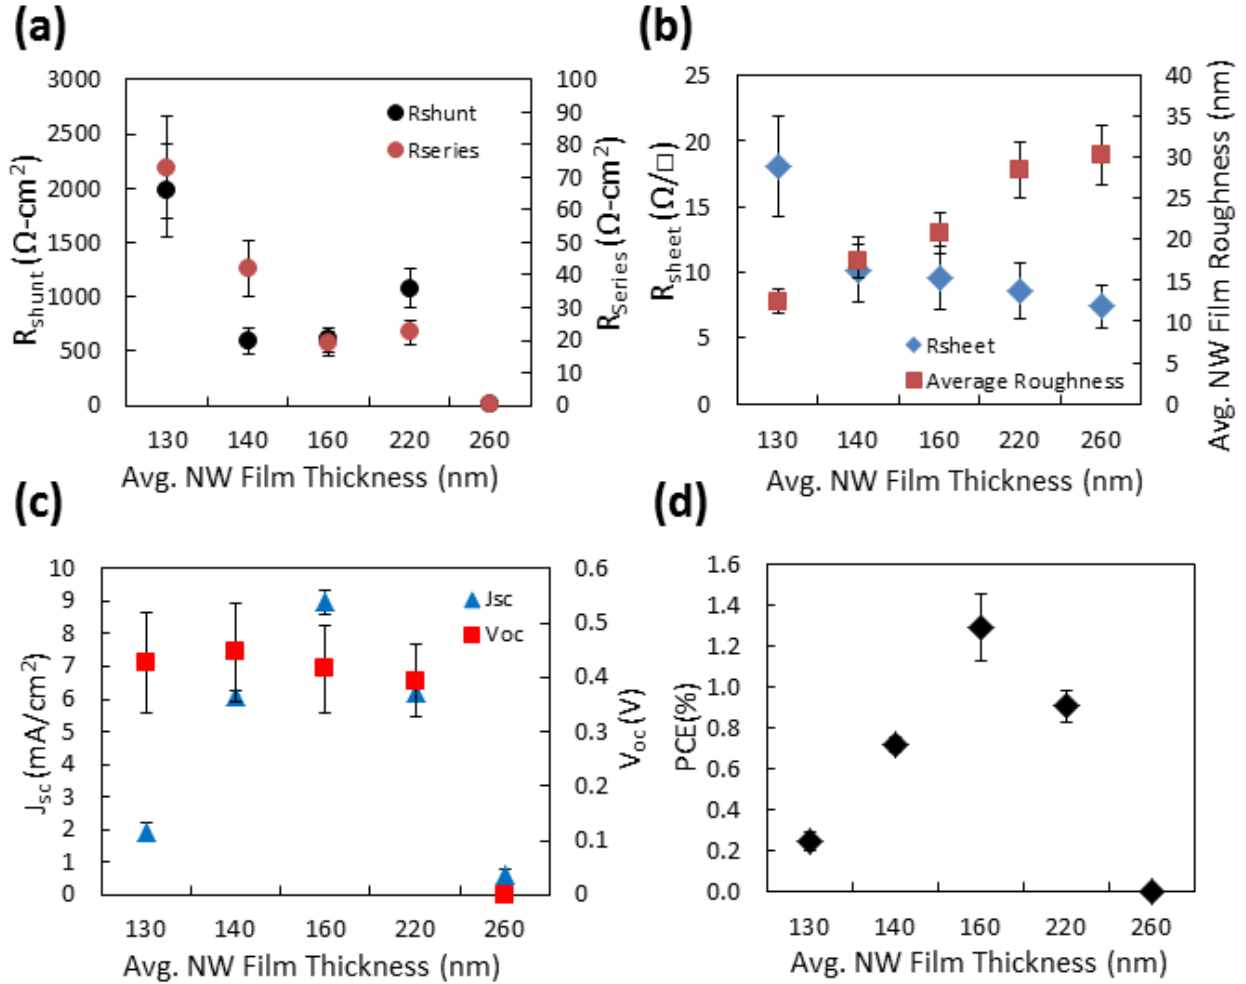 (a)
3000
2500
2000
1500
1000
500
0
Rshunt (Ω-cm2)
100
90
80
70
60
50
40
30
20
10
0
RSeries (Ω-cm2)
Rshunt
Rseries
130 140 160 220 260
Avg. NW Film Thickness (nm)
(b)
25
20
15
10
5
0
Rsheet (Ω/□)
40
35
30
25
20
15
10
5
0
Avg. NW Film Roughness (nm)
Rsheet
Average Roughness
130 140 160 220 260
Avg. NW Film Thickness (nm)
(c)
10
9
8
7
6
5
4
3
2
1
0
Jsc (mA/cm2)
0.6
0.5
0.4
0.3
0.2
0.1
0
Voc (V)
Jsc
Voc
130 140 160 220 260
Avg. NW Film Thickness (nm)
(d)
1.6
1.4
1.2
1.0
0.8
0.6
0.4
0.2
0.0
PCE(%)
130 140 160 220 260
Avg. NW Film Thickness (nm)